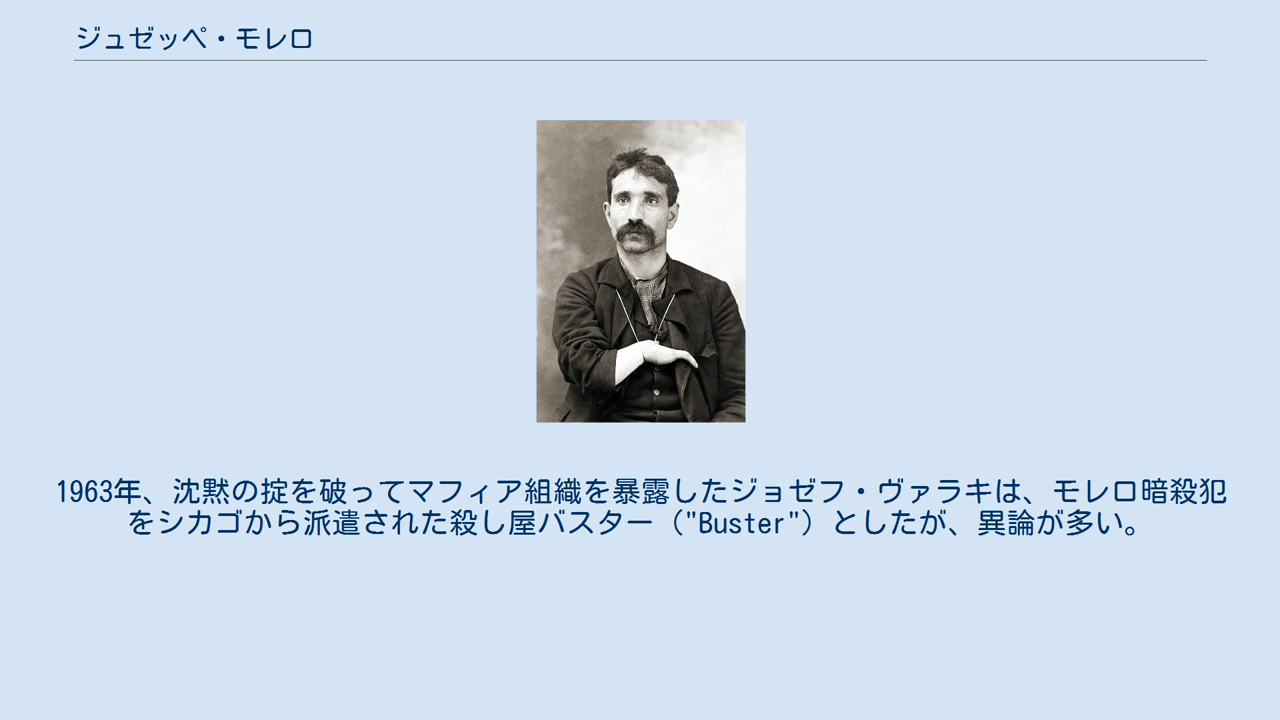 ジュゼッペ・モレロ
1963年、沈黙の掟を破ってマフィア組織を暴露したジョゼフ・ヴァラキは、モレロ暗殺犯
をシカゴから派遣された殺し屋バスター（"Buster"）としたが、異論が多い。